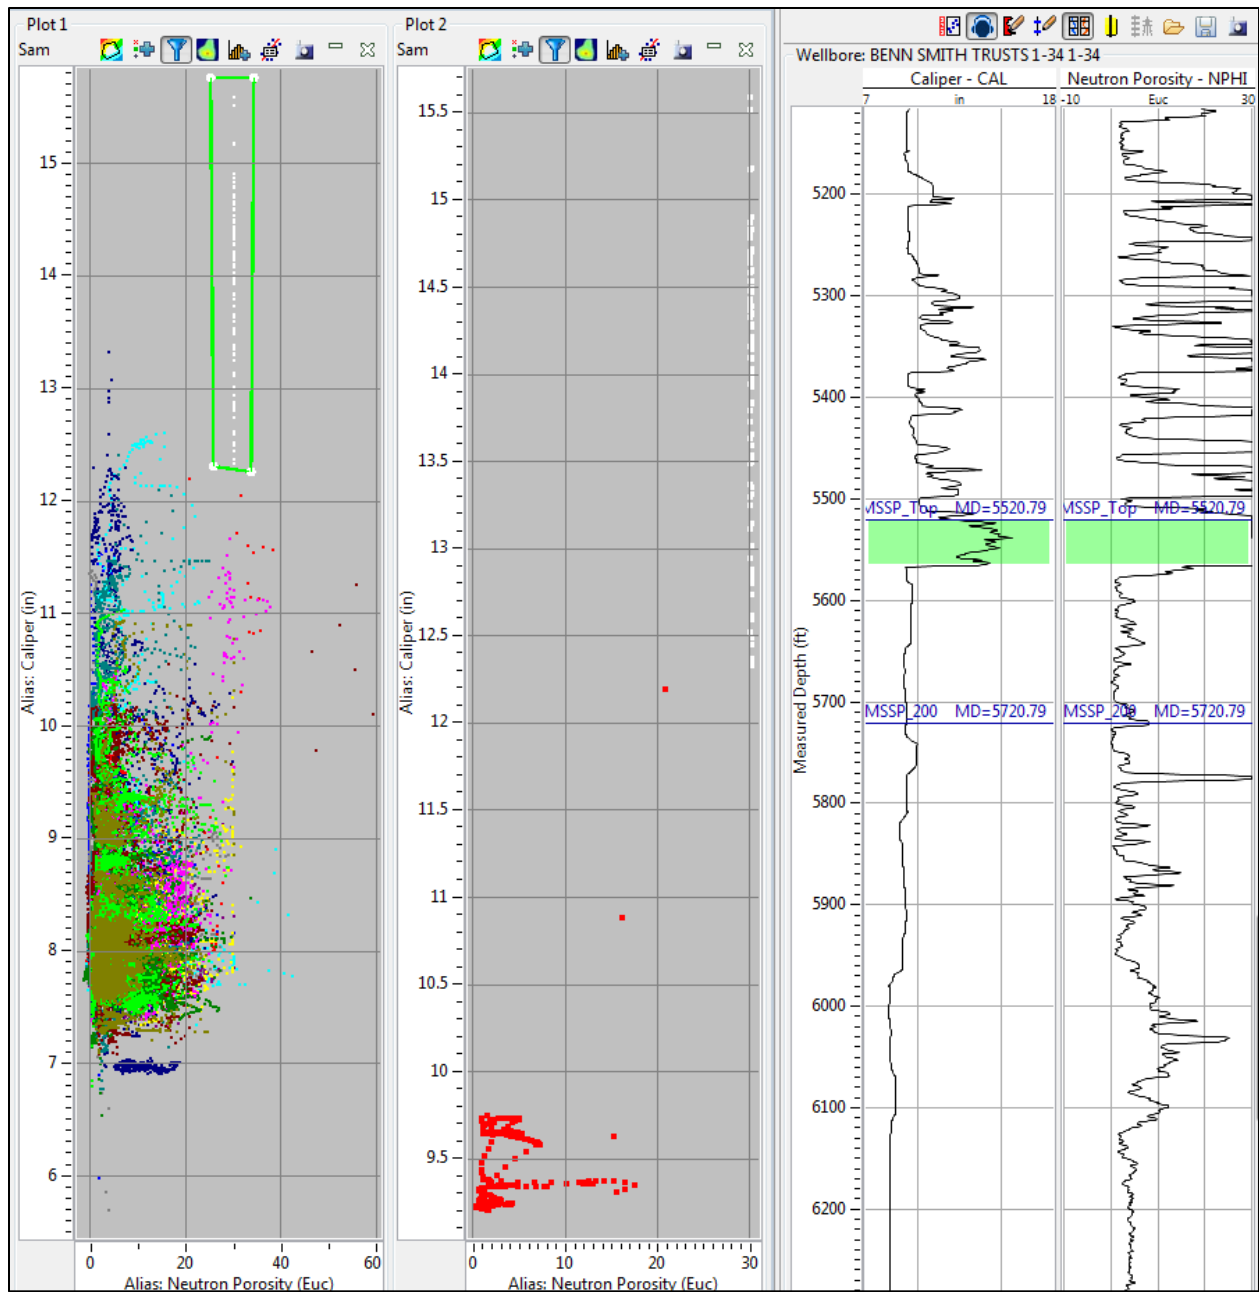 Plot 1
Sam
15
14
13
12
11
10
9
8
7
6
Alias: Caliper (in)
0 20 40 60
Alias: Neutron Porosity (Euc)
Plot 2
Sam
15.5
15
14.5
14
13.5
13
12.5
12
11.5
11
10.5
10
9.5
Alias: Caliper (in)
0 10 20 30
Alias: Neutron Porosity (Euc)
Wellbore: BENN SMITH TRUSTS 1-34 1-34
Caliper - CAL Neutron Porosity - NPHI
7 in 18 -10 Euc 30
5200
5300
5400
5500
MSSP_Top MD=5520.79 MSSP_Top MD=5520.79
5600
5700
MSSP_200 MD=5720.79 MSSP_200 MD=5720.79
5800
5900
6000
6100
6200
Measured Depth (ft)